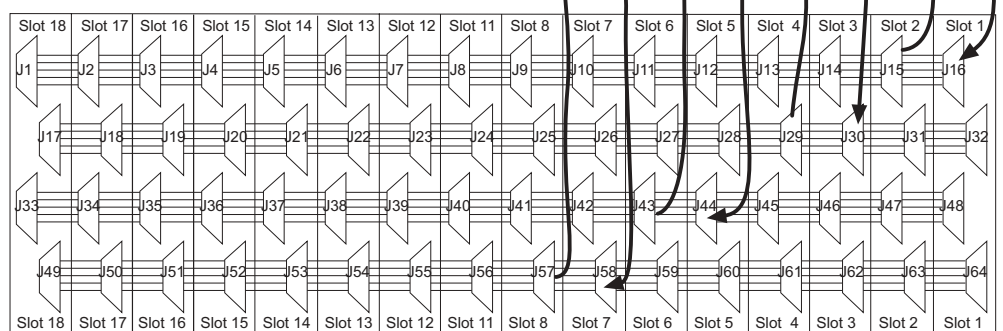 Slot 18 Slot 17 Slot 16 Slot 15 Slot 14 Slot 13 Slot 12 Slot 11 Slot 8 Slot 7 Slot 6 Slot 5 Slot 4 Slot 3 Slot 2 Slot 1
J1 J2 J3 J4 J5 J6 J7 J8 J9 J10 J11 J12 J13 J14 J15 J16
J17 J18 J19 J20 J21 J22 J23 J24 J25 J26 J27 J28 J29 J30 J31 J32
J33 J34 J35 J36 J37 J38 J39 J40 J41 J42 J43 J44 J45 J46 J47 J48
J49 J50 J51 J52 J53 J54 J55 J56 J57 J58 J59 J60 J61 J62 J63 J64
Slot 18 Slot 17 Slot 16 Slot 15 Slot 14 Slot 13 Slot 12 Slot 11 Slot 8 Slot 7 Slot 6 Slot 5 Slot 4 Slot 3 Slot 2 Slot 1